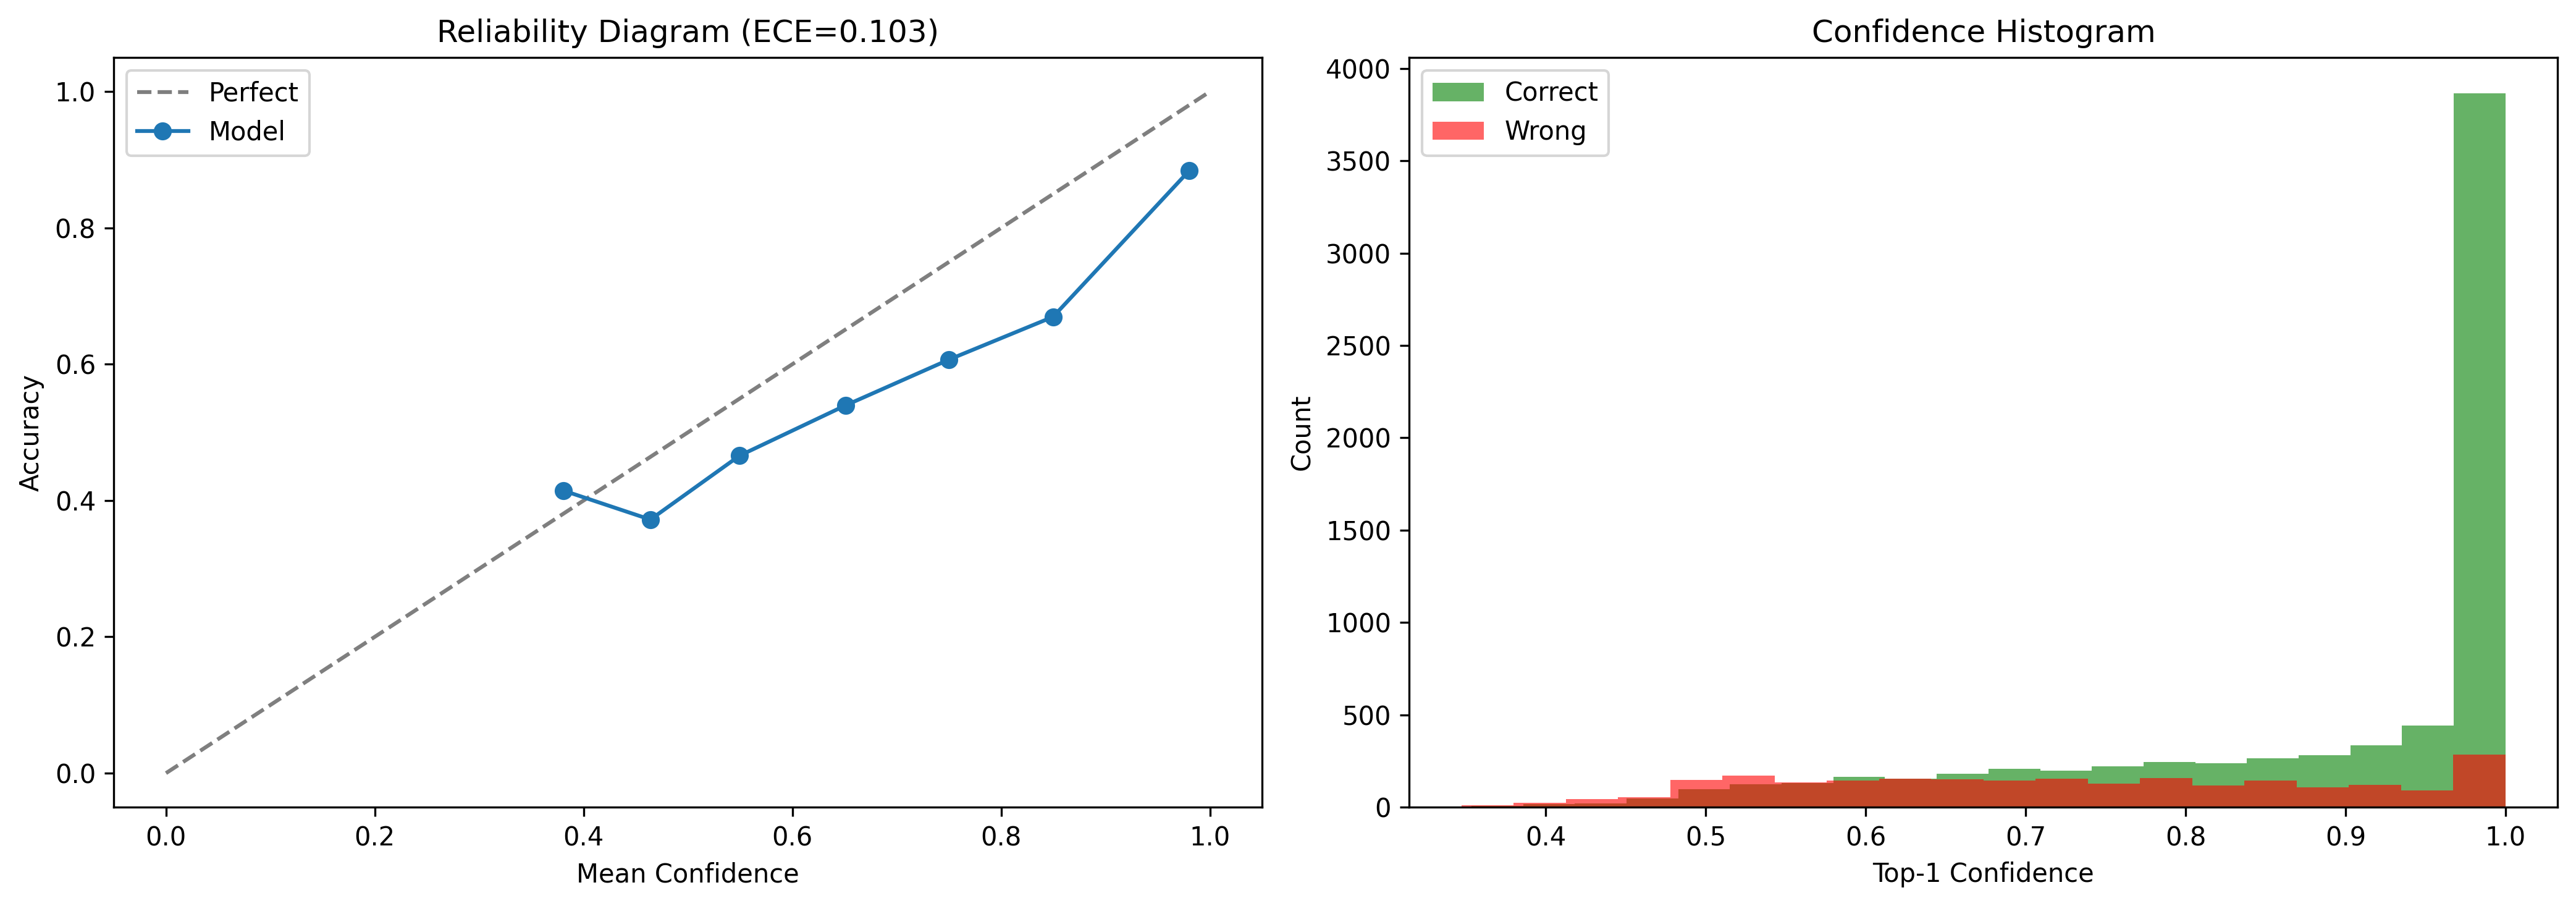 Reliability Diagram (ECE=0.103)
Perfect
Model
1.0
0.8
0.6
0.4
0.2
0.0
Accuracy
0.0 0.2 0.4 0.6 0.8 1.0
Mean Confidence
Confidence Histogram
Correct
Wrong
4000
3500
3000
2500
2000
1500
1000
500
0
Count
0.4 0.5 0.6 0.7 0.8 0.9 1.0
Top-1 Confidence